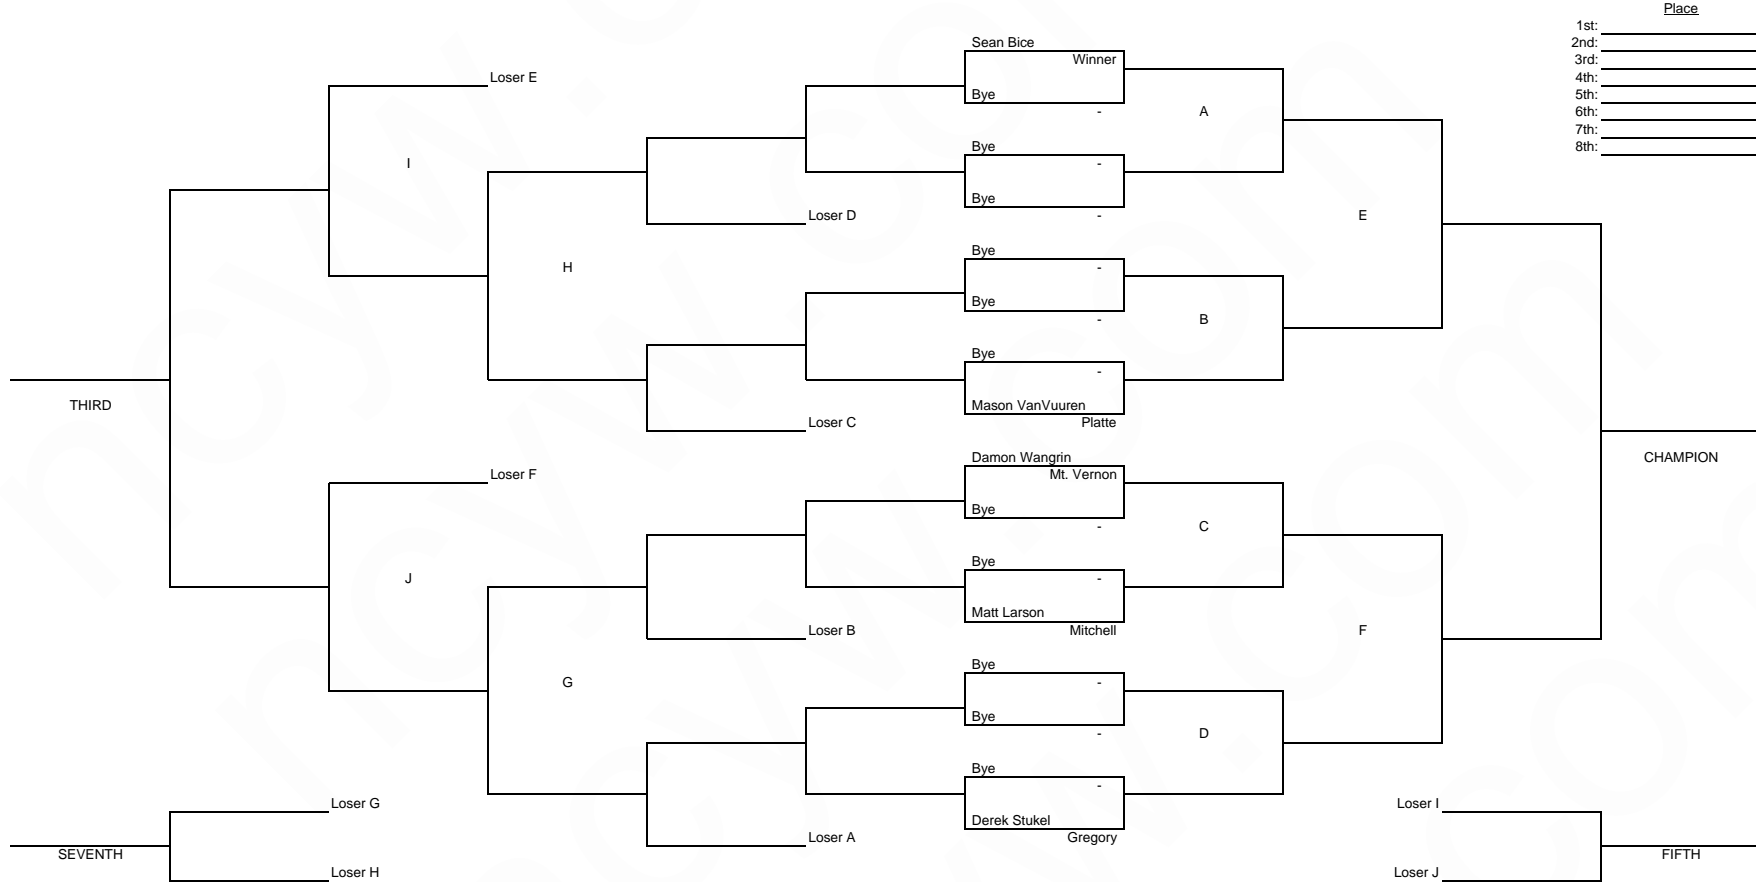 Place
1st:
2nd:
3rd:
4th:
5th:
6th:
7th:
8th:
Sean Bice
Winner
Loser E
Bye
-
A
Bye
-
I
Bye
-
Loser D
E
Bye
-
H
Bye
-
B
Bye
-
THIRD
Mason VanVuuren
Platte
Loser C
Damon Wangrin
CHAMPION
Mt. Vernon
Loser F
Bye
-
C
Bye
-
J
Matt Larson
Mitchell
Loser B
F
Bye
-
G
Bye
-
D
Bye
-
Loser G
Loser I
Derek Stukel
Gregory
Loser A
SEVENTH
FIFTH
Loser H
Loser J